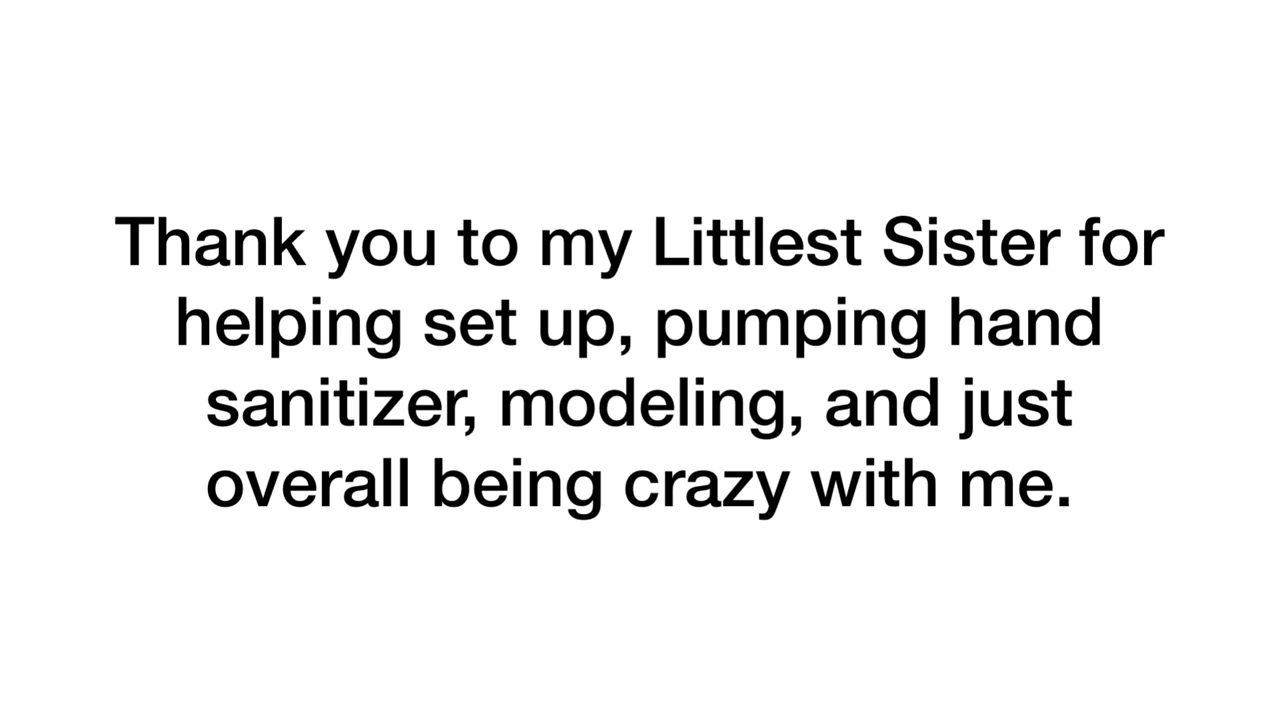 Thank you to my Littlest Sister for
helping set up, pumping hand
sanitizer, modeling, and just
overall being crazy with me.